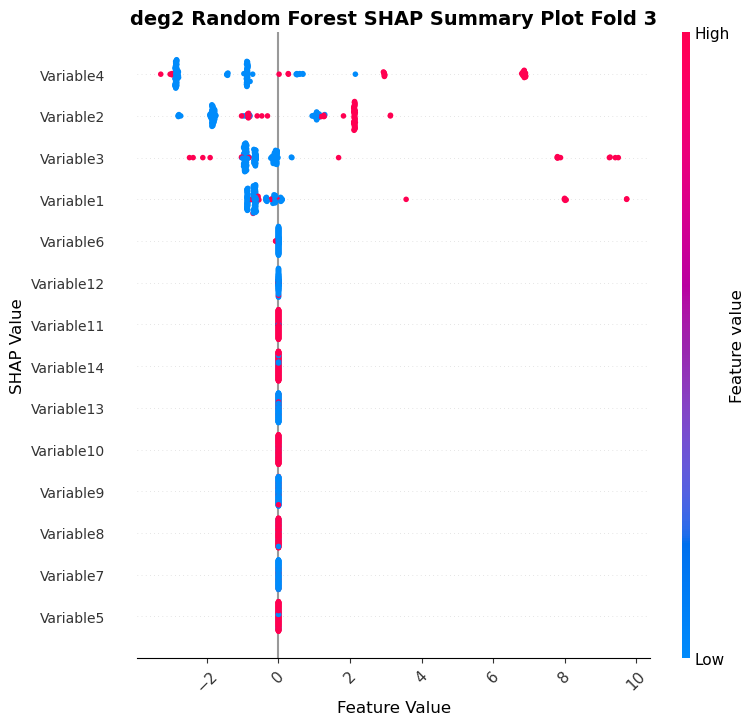 deg2 Random Forest SHAP Summary Plot Fold 3
High
Variable4
Variable2
Variable3
Variable1
Variable6
Variable12
Variable11
Variable14
Variable13
Variable10
Variable9
Variable8
Variable7
Variable5
SHAP Value
Feature value
Low
−2 0 2 4 6 8 10
Feature Value